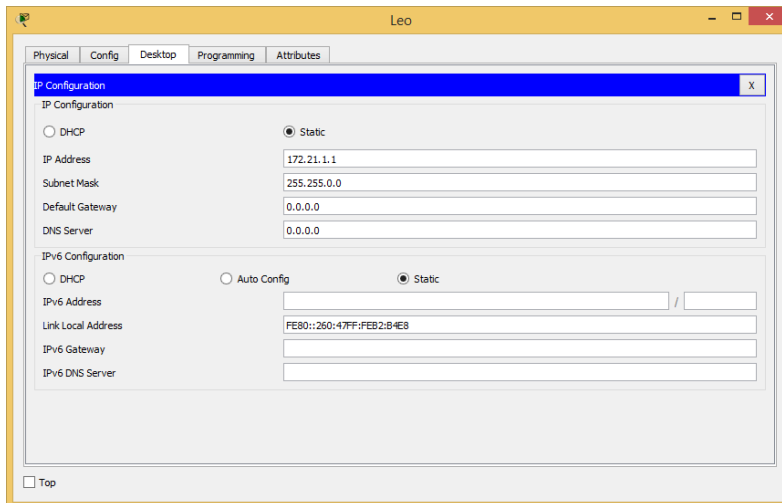 Leo
Physical Config Desktop Programming Attributes
IP Configuration X
IP Configuration
DHCP Static
IP Address 172.21.1.1
Subnet Mask 255.255.0.0
Default Gateway 0.0.0.0
DNS Server 0.0.0.0
IPv6 Configuration
DHCP Auto Config Static
IPv6 Address /
Link Local Address FE80::260:47FF:FEB2:B4E8
IPv6 Gateway
IPv6 DNS Server
Top